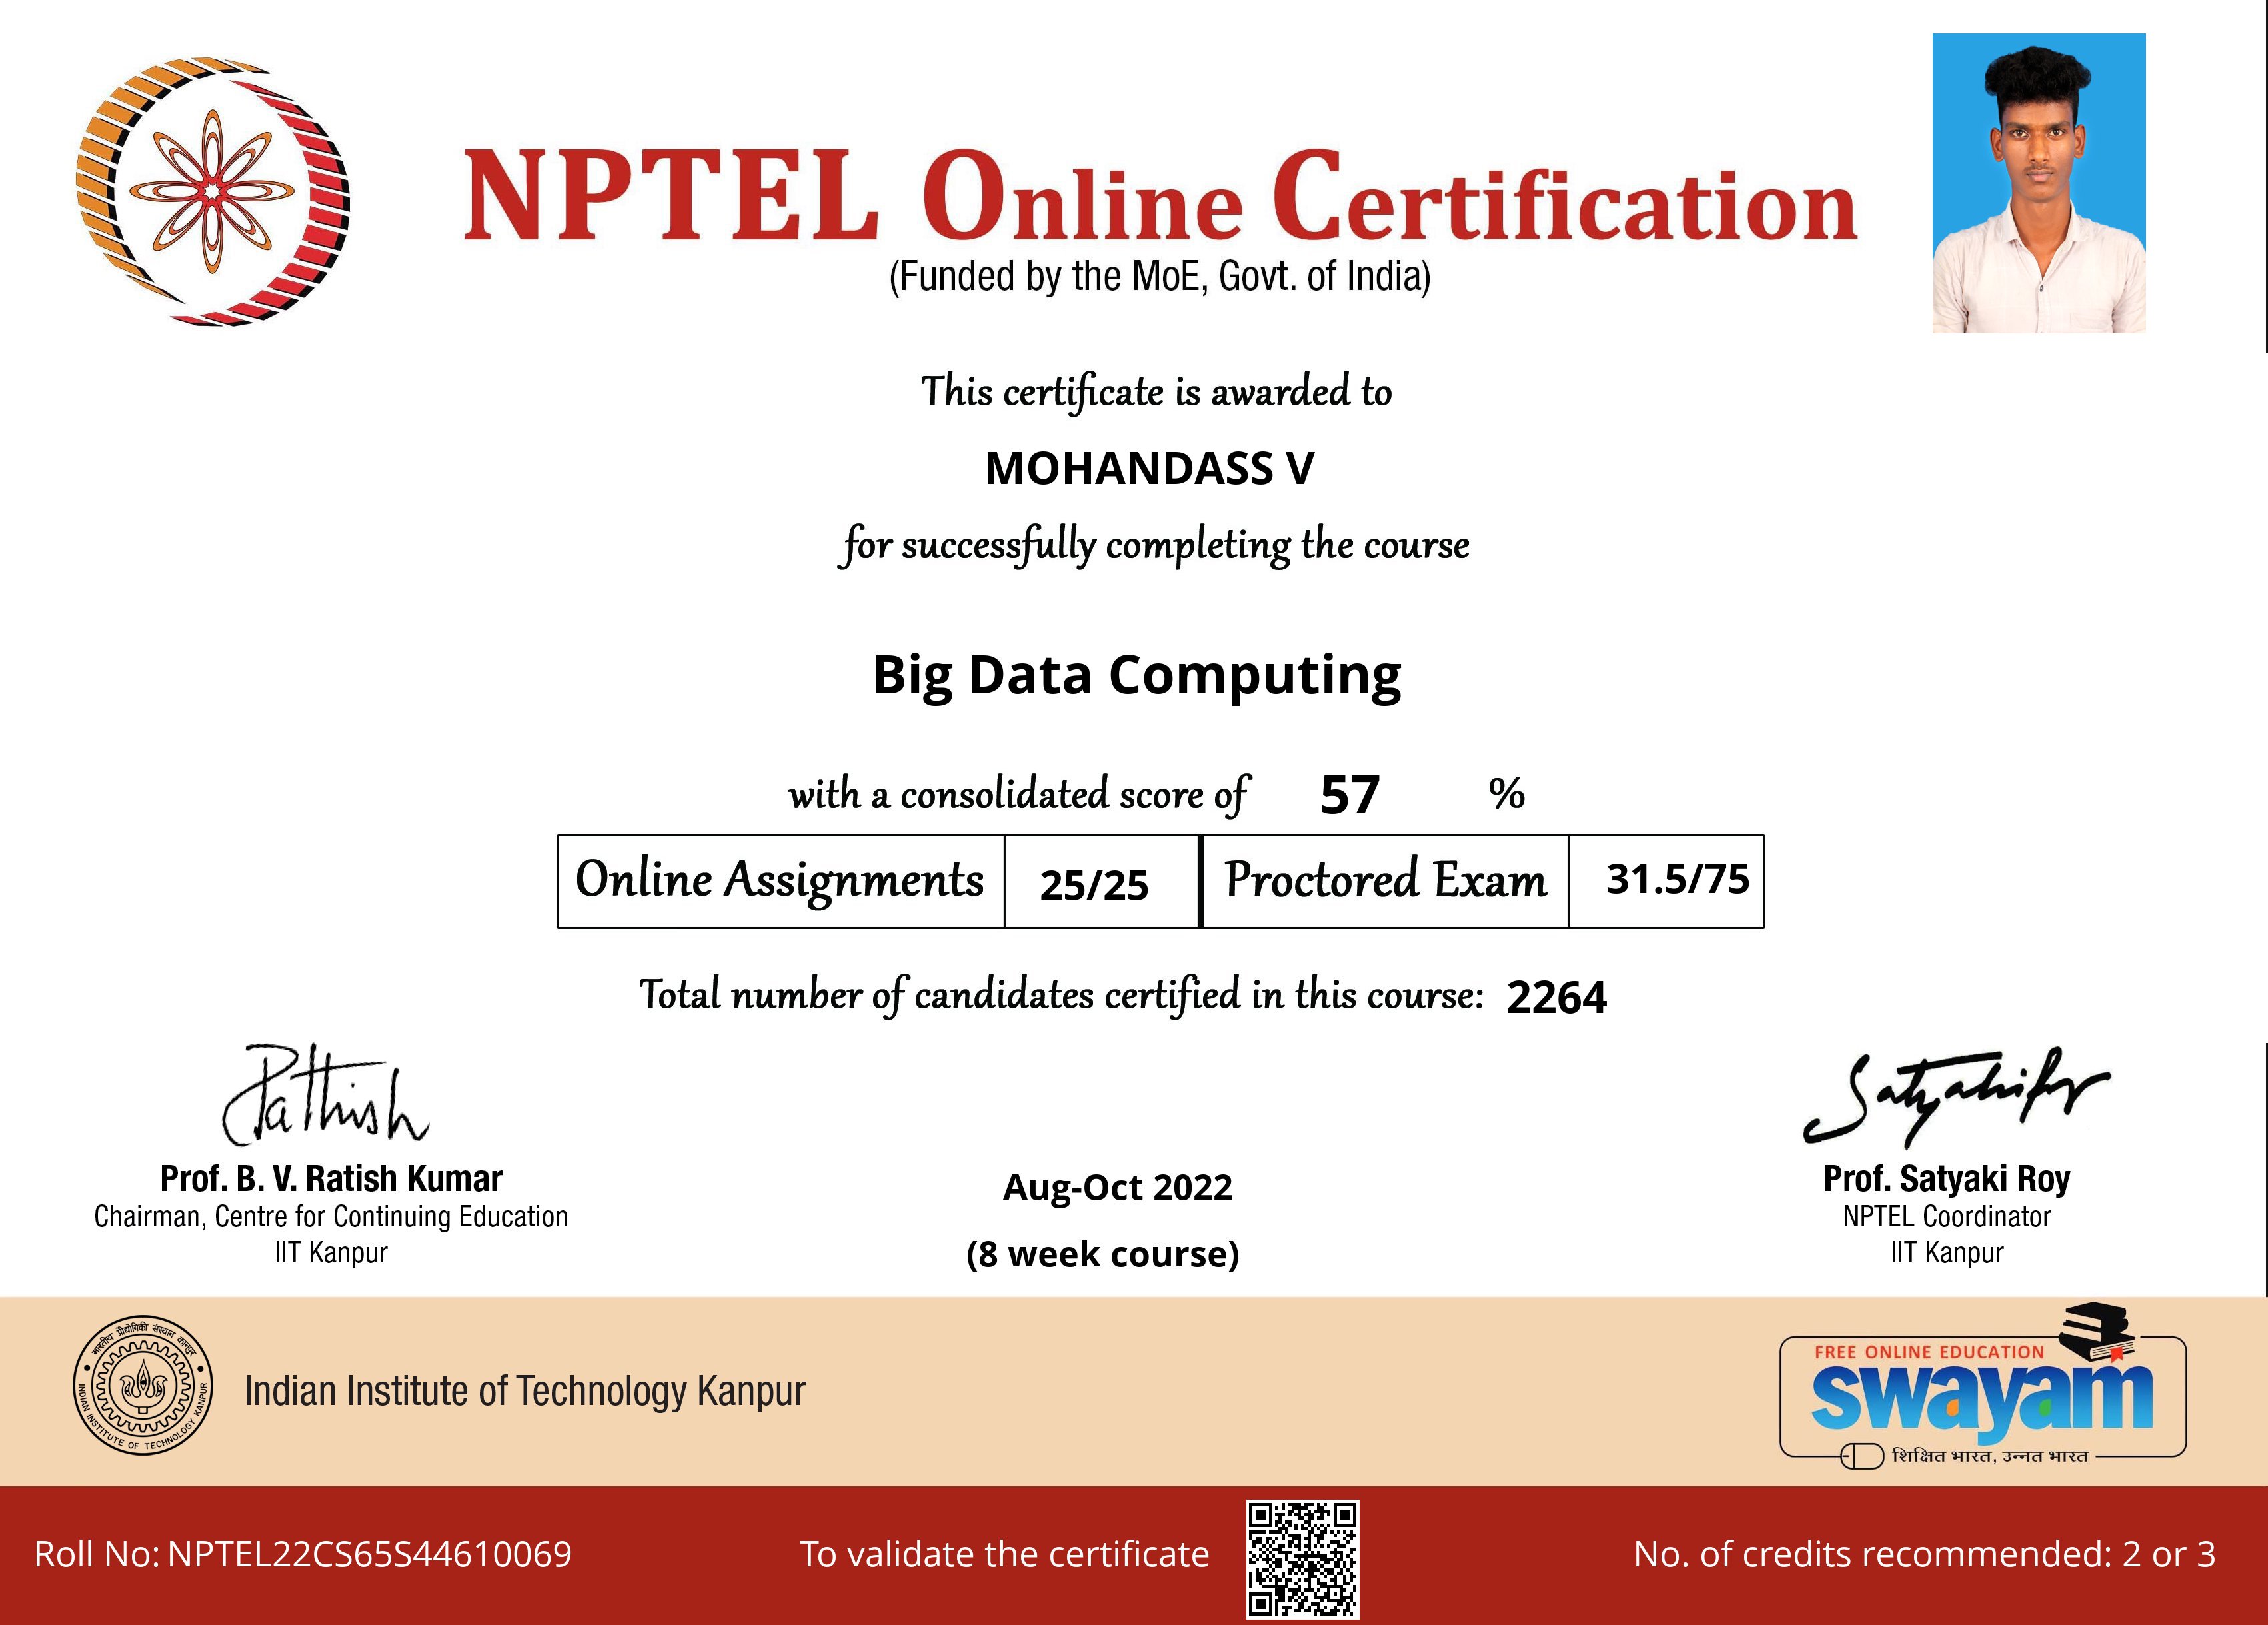 NPTEL Online Certification
(Funded by the MoE, Govt. of India)
This certificate is awarded to
MOHANDASS V
for successfully completing the course
Big Data Computing
with a consolidated score of 57 %
Online Assignments 25/25 Proctored Exam 31.5/75
Total number of candidates certified in this course: 2264
Prof. B. V. Ratish Kumar
Chairman, Centre for Continuing Education
IIT Kanpur
Aug-Oct 2022
(8 week course)
Prof. Satyaki Roy
NPTEL Coordinator
IIT Kanpur
भारतीय प्रौद्योगिकी संस्थान कानपुर
INDIAN INSTITUTE OF TECHNOLOGY KANPUR
Indian Institute of Technology Kanpur
FREE ONLINE EDUCATION
swayam
शिक्षित भारत, उन्नत भारत
Roll No: NPTEL22CS65S44610069
To validate the certificate
No. of credits recommended: 2 or 3